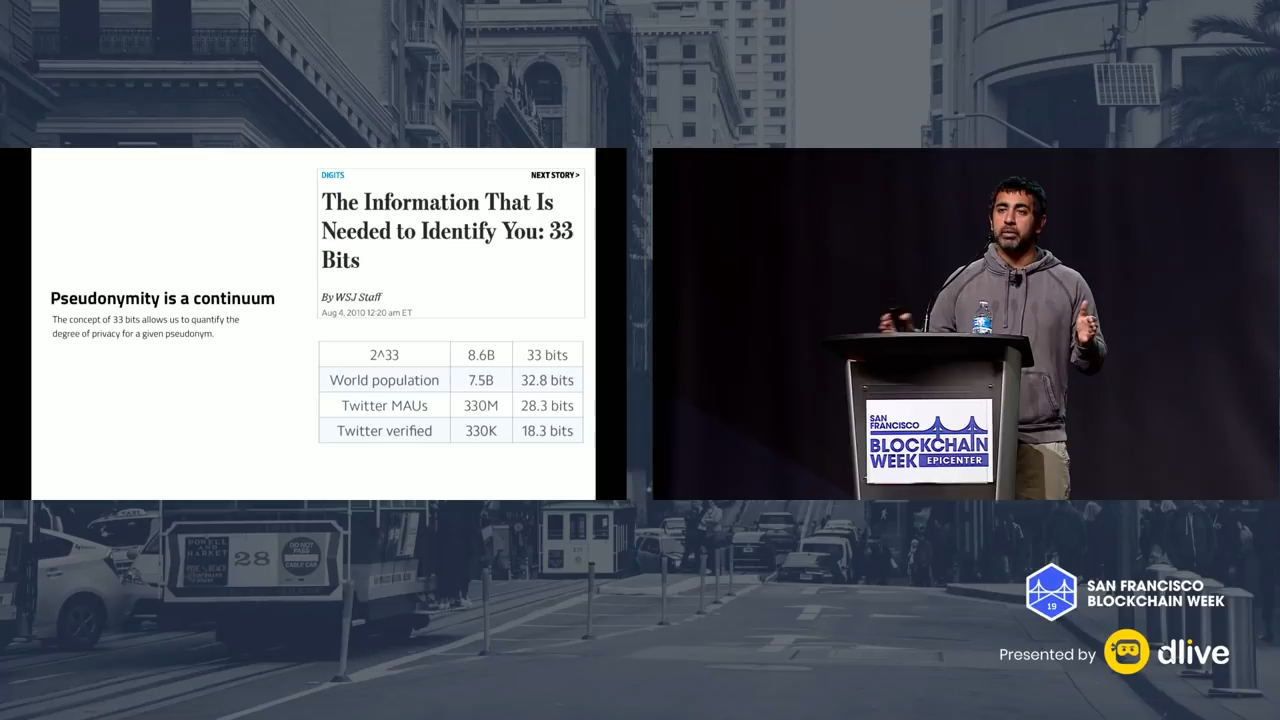 DIGITS
NEXT STORY >
The Information That Is
Needed to Identify You: 33
Bits
By WSJ Staff
Aug 4, 2010 12:20 am ET
Pseudonymity is a continuum
The concept of 33 bits allows us to quantify the
degree of privacy for a given pseudonym.
2^33 8.6B 33 bits
World population 7.5B 32.8 bits
Twitter MAUs 330M 28.3 bits
Twitter verified 330K 18.3 bits
SAN
FRANCISCO
BLOCKCHAIN
WEEK EPICENTER
POWELL
AND
MARKET
28
DO NOT
PASS
CABLE CAR
19
SAN FRANCISCO
BLOCKCHAIN WEEK
Presented by dlive